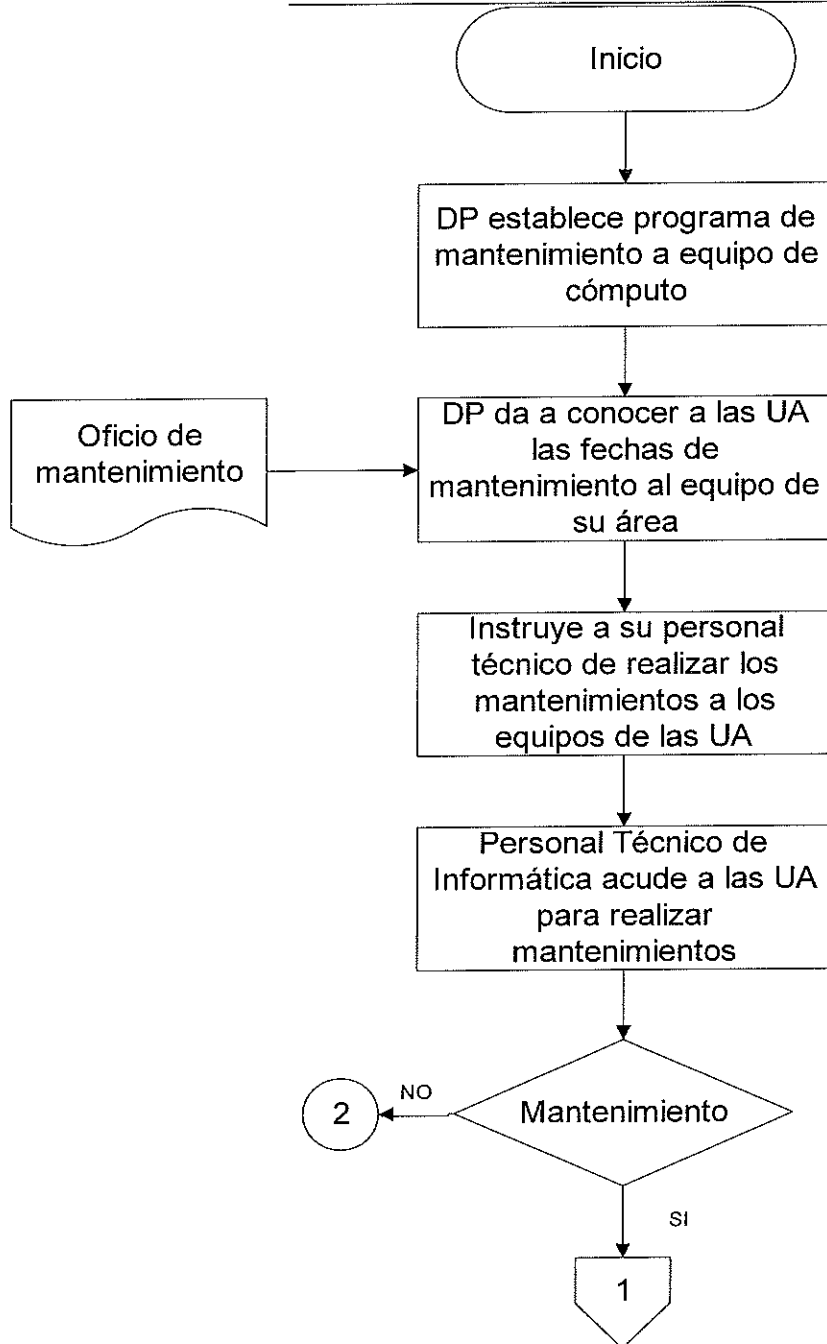 Inicio
DP establece programa de
mantenimiento a equipo de
cómputo
Oficio de
mantenimiento
DP da a conocer a las UA
las fechas de
mantenimiento al equipo de
su área
Instruye a su personal
técnico de realizar los
mantenimientos a los
equipos de las UA
Personal Técnico de
Informática acude a las UA
para realizar
mantenimientos
2
NO
Mantenimiento
SI
1